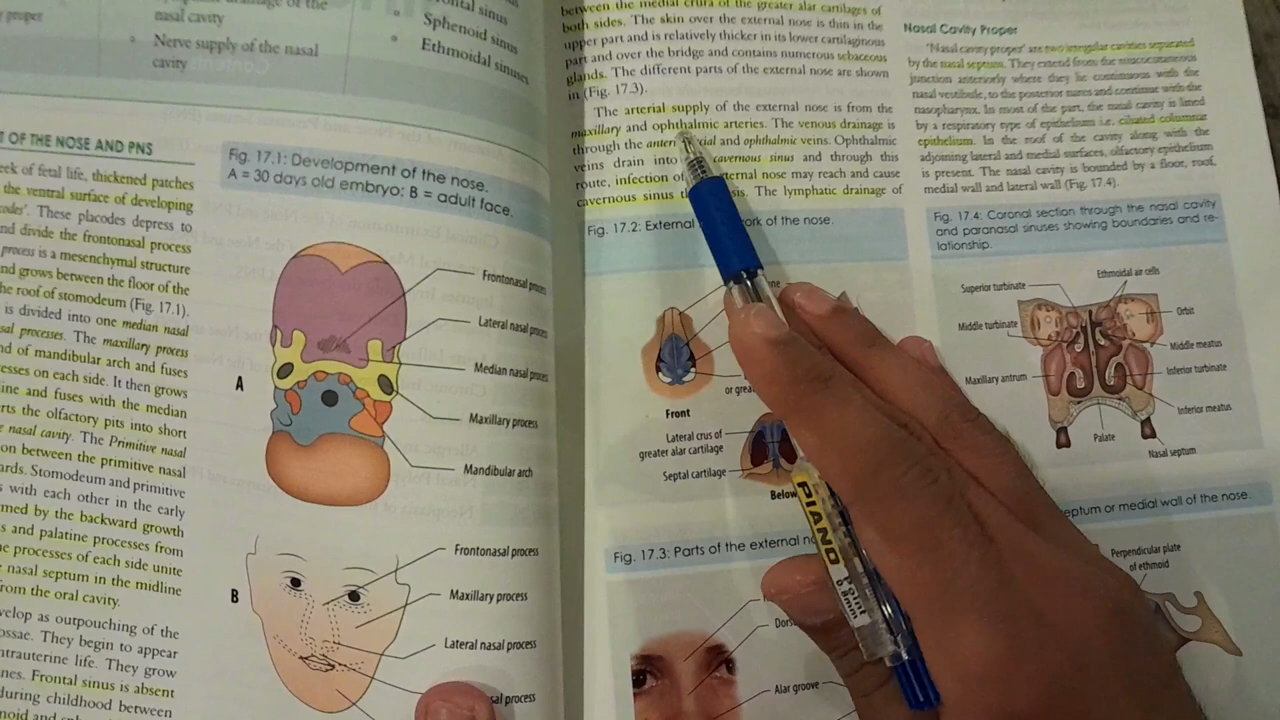 nasal cavity
Nerve supply of the nasal
cavity
Sphenoid sinus
Ethmoidal sinuses
T OF THE NOSE AND PNS
eek of fetal life, thickened patches
the ventral surface of developing
codes'. These placodes depress to
nd divide the frontonasal process
process is mesenchymal structure
nd grows between the floor of the
he roof of stomodeum (Fig. 17.1).
is divided into one median nasal
sal processes. The maxillary process
nd of mandibular arch and fuses
esses on each side. It then grows
ine and fuses with the median
erts the olfactory pits into short
e nasal cavity. The Primitive nasal
on between the primitive nasal
ards. Stomodeum and primitive
s with each other in the early
rmed by the backward growth
s and palatine processes from
e processes of each side unite
nasal septum in the midline
from the oral cavity.
velop as outpouching of the
ossae. They begin to appear
ntrauterine life. They grow
nes. Frontal sinus is absent
during childhood between
Fig. 17.1: Development of the nose.
A = 30 days old embryo; B = adult face.
A
Frontonasal
Lateral nasal
Median nasal
Maxillary process
Mandibular arch
B
Frontonasal process
Maxillary process
Lateral nasal process
sal process
between the medial crura of the greater alar cartilages of
both sides. The skin over the external nose is thin in the
upper part and is relatively thicker in its lower cartilagnous
part and over the bridge and contains numerous sebaceous
glands. The different parts of the external nose are shown
in (Fig. 17.3).
The arterial supply of the external nose is from the
maxillary and ophthalmic arteries. The venous drainage is
through the and ophthalmic veins. Ophthalmic
veins drain into cavernous sinus and through this
route, infection of nose may reach and cause
cavernous sinus The lymphatic drainage of
Fig. 17.2: External of the nose.
Front
Lateral crus of
greater alar cartilage
Septal cartilage
Below
Fig. 17.3: Parts of the external
Alar groove
PIANO
Point
0.8mm
Nasal Cavity Proper
"Nasal cavity proper' are two irregular cavities separated
by the nasal septum. They extend from the mucocutaneous
junction anteriorly where they lie continuous with the
nasal vestibule, to the posterior nares and continue with the
nasopharynx. In most of the part, the nasal cavity is lined
by a respiratory type of epithelium i.e. ciliated columnar
epithelium. In the roof of the cavity along with the
adjoining lateral and medial surfaces, olfactory epithelium
is present. The nasal cavity is bounded by a floor, roof,
medial wall and lateral wall (Fig. 17.4).
Fig. 17.4: Coronal section through the nasal cavity
and paranasal sinuses showing boundaries and re-
lationship.
Ethmoidal air cells
Superior turbinate
Orbit
Middle turbinate
Middle meatus
Inferior turbinate
Maxillary antrum
Inferior meatus
Palate
Nasal septum
eptum or medial wall of the nose.
Perpendicular plate
of ethmoid